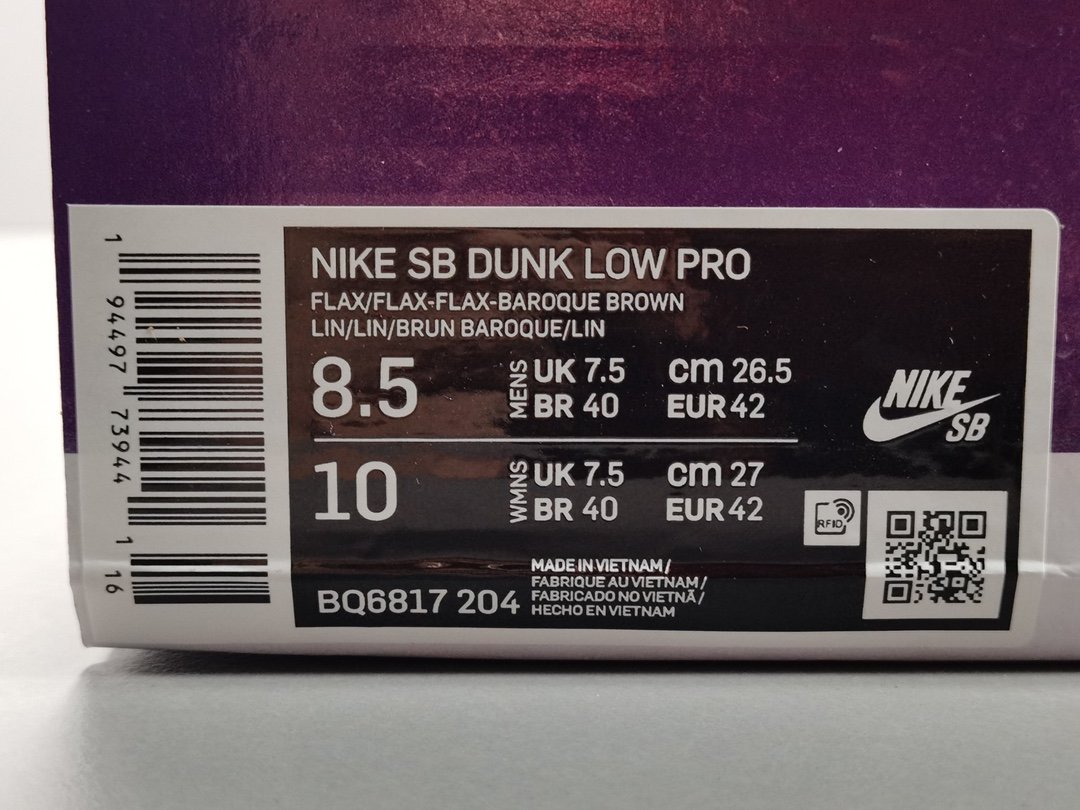 NIKE SB DUNK LOW PRO
FLAX/FLAX-FLAX-BAROQUE BROWN
LIN/LIN/BRUN BAROQUE/LIN
8.5 MENS UK 7.5 cm 26.5
BR 40 EUR 42
10 WMNS UK 7.5 cm 27
BR 40 EUR 42
NIKE
SB
RFID
BQ6817 204
MADE IN VIETNAM/
FABRIQUE AU VIETNAM/
FABRICADO NO VIETNÃ/
HECHO EN VIETNAM
1 94497 73944 1 16